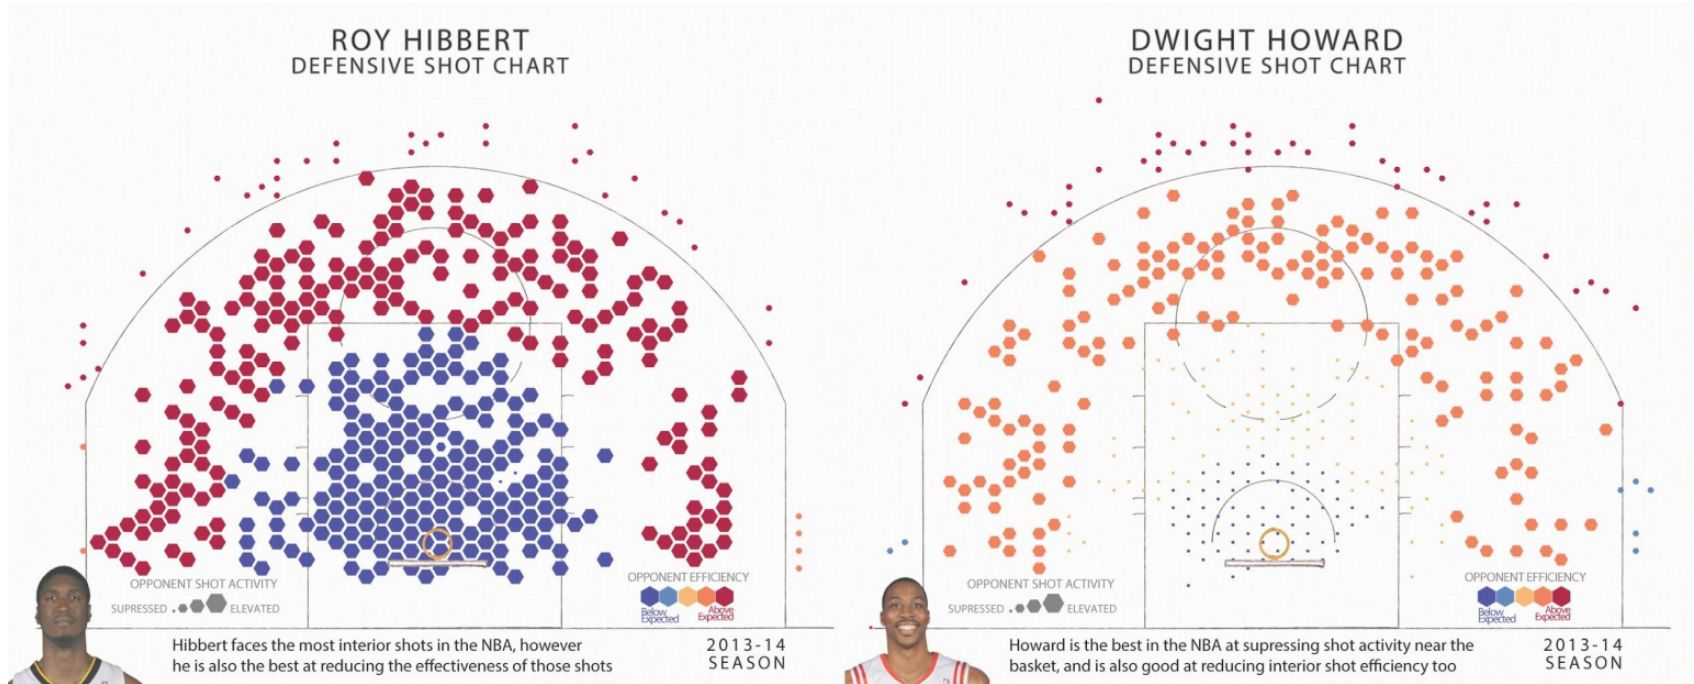 ROY HIBBERT
DEFENSIVE SHOT CHART
OPPONENT SHOT ACTIVITY
SUPRESSED
ELEVATED
OPPONENT EFFICIENCY
Below
Expected
Above
Expected
Hibbert faces the most interior shots in the NBA, however
he is also the best at reducing the effectiveness of those shots
2013-14
SEASON
DWIGHT HOWARD
DEFENSIVE SHOT CHART
OPPONENT SHOT ACTIVITY
SUPRESSED
ELEVATED
OPPONENT EFFICIENCY
Below
Expected
Above
Expected
Howard is the best in the NBA at supressing shot activity near the
basket, and is also good at reducing interior shot efficiency too
2013-14
SEASON